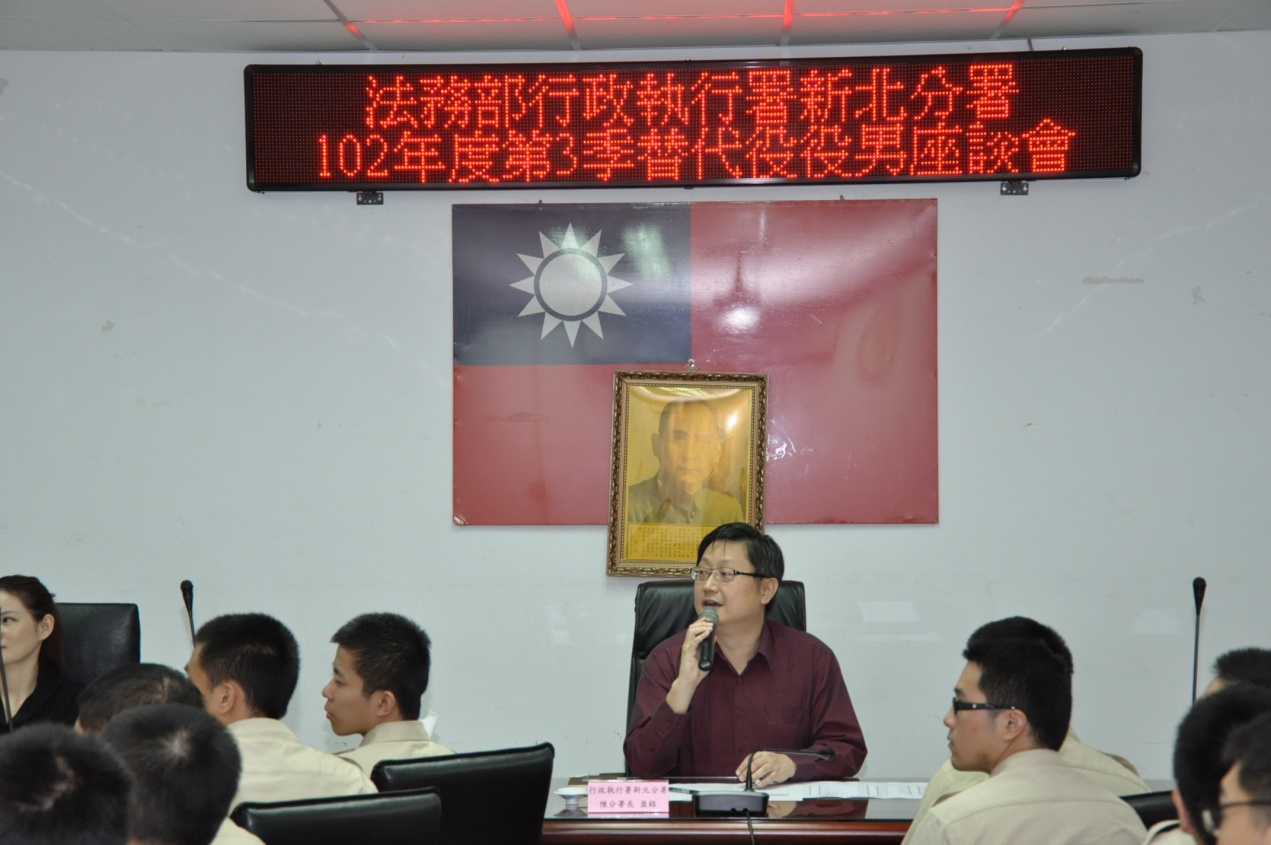 法務部行政執行署新北分署
102年度第3季替代役役男座談會
行政執行署新北分署
陳分署長 盈錦